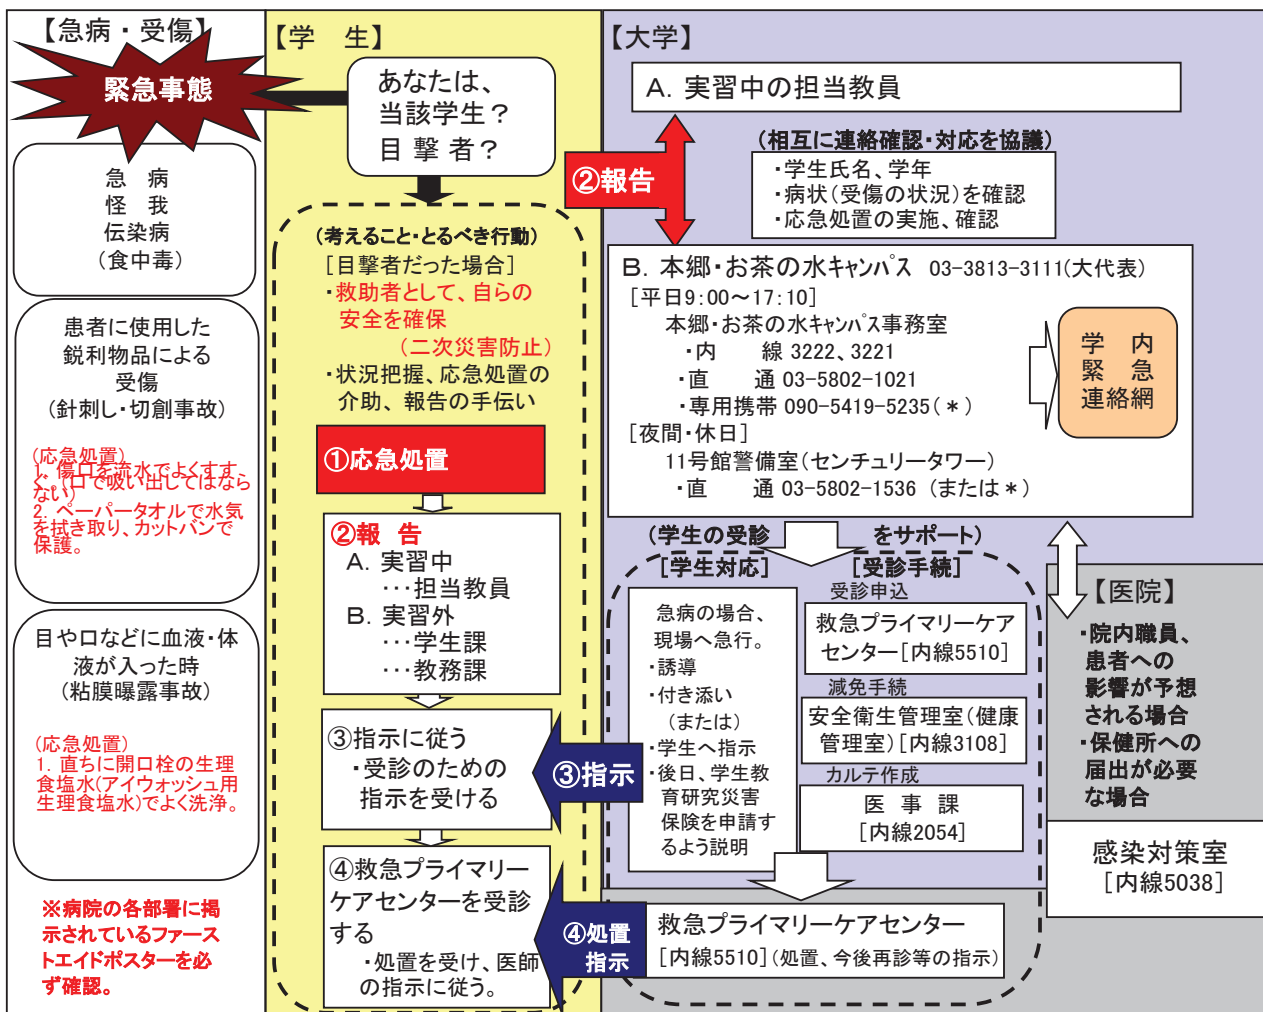 【急病・受傷】
緊急事態
急　病
怪　我
伝染病
(食中毒)
患者に使用した
鋭利物品による
受傷
(針刺し・切創事故)
(応急処置)
1. 傷口を流水でよくすす
ぐ。(口で吸い出してはなら
ない)
2. ペーパータオルで水気
を拭き取り、カットバンで
保護。
目や口などに血液・体
液が入った時
(粘膜曝露事故)
(応急処置)
1. 直ちに開口栓の生理
食塩水(アイウォッシュ用
生理食塩水)でよく洗浄。
※病院の各部署に掲
示されているファース
トエイドポスターを必
ず確認。
【学　生】
あなたは、
当該学生？
目 撃 者？
(考えること・とるべき行動)
[目撃者だった場合]
・救助者として、自らの
安全を確保
(二次災害防止)
・状況把握、応急処置の
介助、報告の手伝い
①応急処置
②報 告
A. 実習中
…担当教員
B. 実習外
…学生課
…教務課
③指示に従う
・受診のための
指示を受ける
④救急プライマリー
ケアセンターを受診
する
・処置を受け、医師
の指示に従う。
【大学】
A. 実習中の担当教員
②報告
(相互に連絡確認・対応を協議)
・学生氏名、学年
・病状(受傷の状況)を確認
・応急処置の実施、確認
B. 本郷・お茶の水キャンパス 03-3813-3111(大代表)
[平日9:00～17:10]
本郷・お茶の水キャンパス事務室
・内　　線 3222、3221
・直　　通 03-5802-1021
・専用携帯 090-5419-5235(＊)
[夜間・休日]
11号館警備室(センチュリータワー)
・直　　通 03-5802-1536 (または＊)
学　内
緊　急
連絡網
(学生の受診　をサポート)
[学生対応]
急病の場合、
現場へ急行。
・誘導
・付き添い
(または)
・学生へ指示
・後日、学生教
育研究災害
保険を申請す
るよう説明
[受診手続]
受診申込
救急プライマリーケア
センター[内線5510]
減免手続
安全衛生管理室(健康
管理室)[内線3108]
カルテ作成
医 事 課
[内線2054]
③指示
④処置
指示
救急プライマリーケアセンター
[内線5510](処置、今後再診等の指示)
【医院】
・院内職員、
患者への
影響が予想
される場合
・保健所への
届出が必要
な場合
感染対策室
[内線5038]